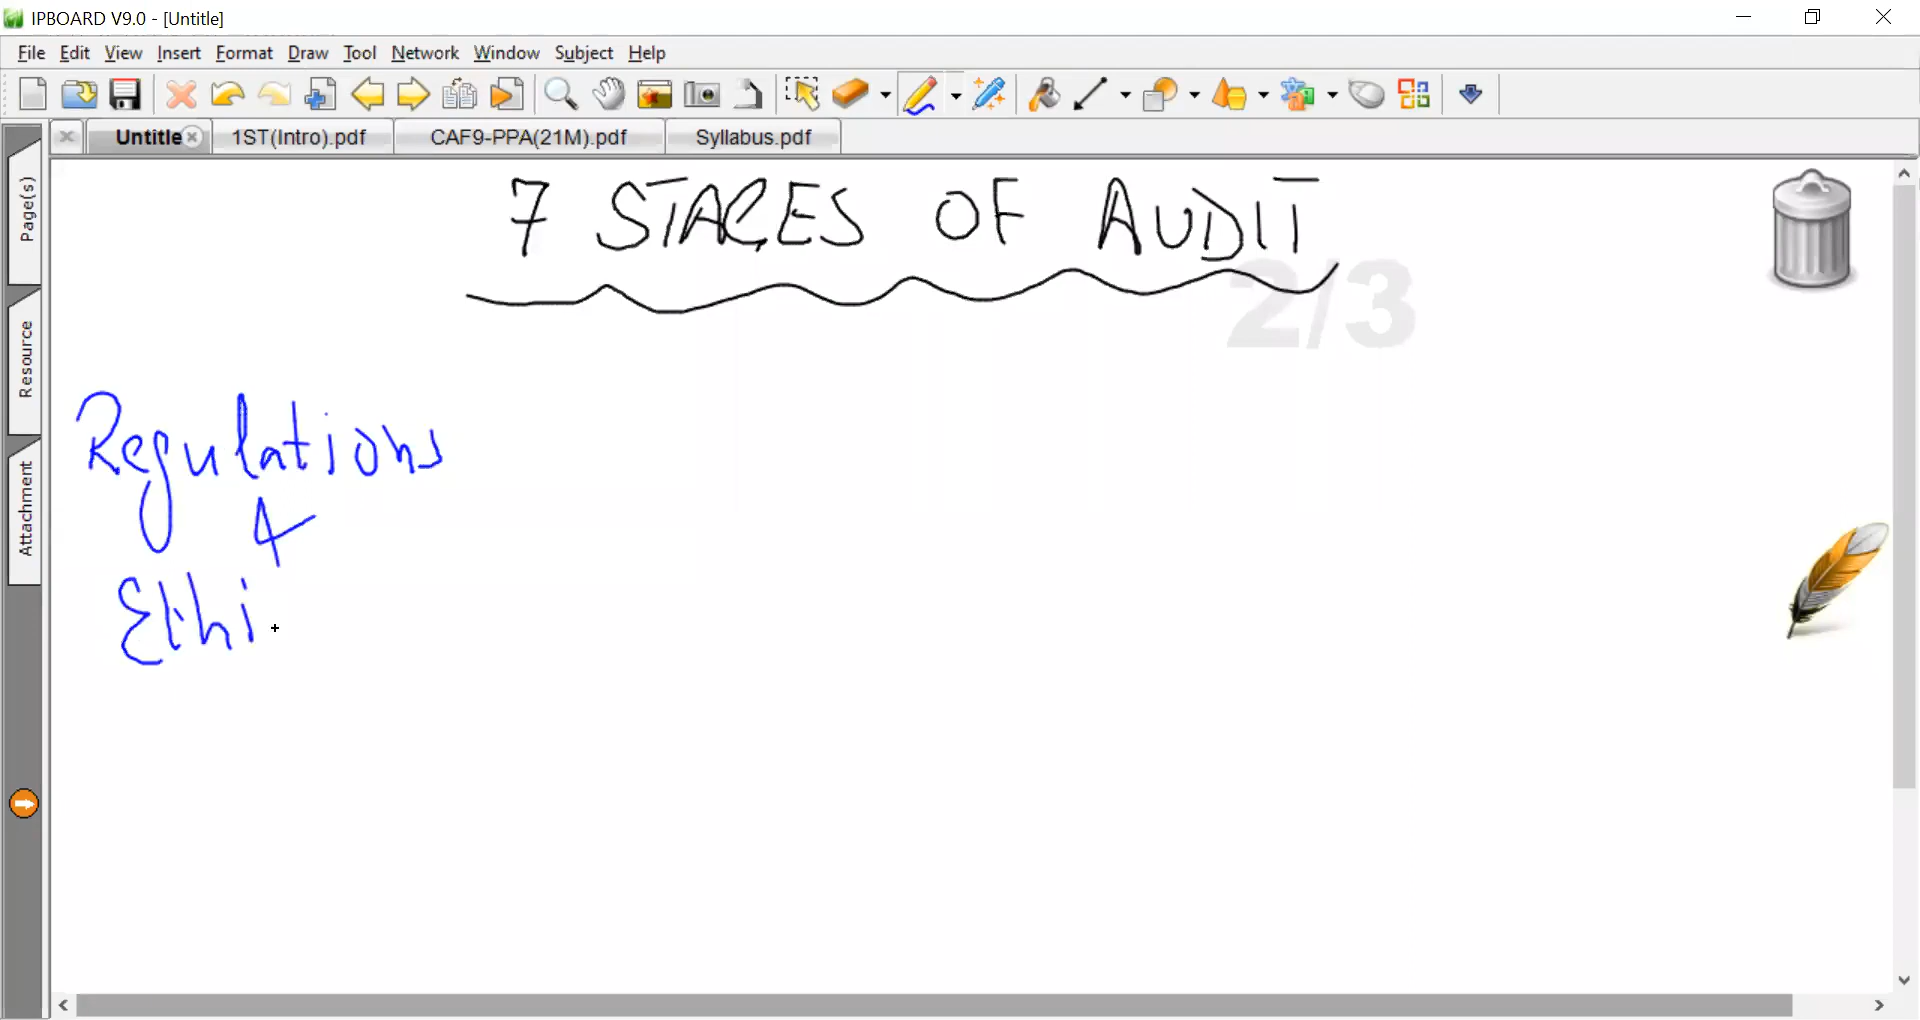 IPBOARD V9.0 - [Untitle]
File Edit View Insert Format Draw Tool Network Window Subject Help
Untitle 1ST(Intro).pdf CAF9-PPA(21M).pdf Syllabus.pdf
Page(s)
Resource
Attachment
7 STAGES OF AUDIT
2/3
Regulations
&
Ethi